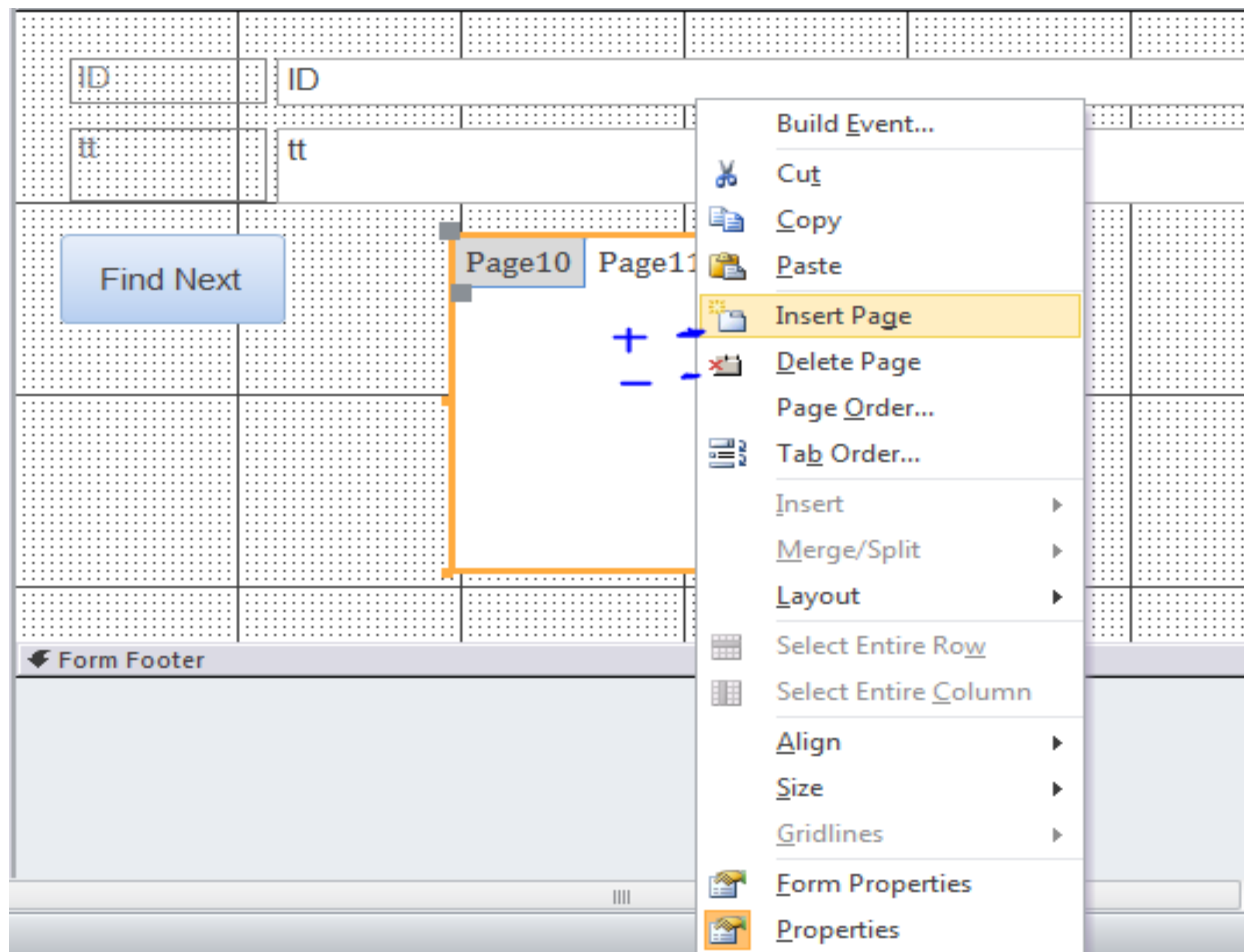 ID ID
tt tt
Find Next
Page10 Page11
+
−
Build Event...
Cut
Copy
Paste
Insert Page
Delete Page
Page Order...
Tab Order...
Insert
Merge/Split
Layout
Select Entire Row
Select Entire Column
Align
Size
Gridlines
Form Properties
Properties
Form Footer